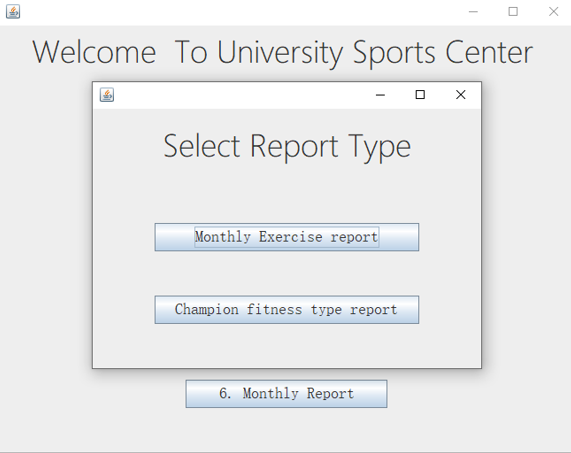 Welcome  To University Sports Center
Select Report Type
Monthly Exercise report
Champion fitness type report
6. Monthly Report